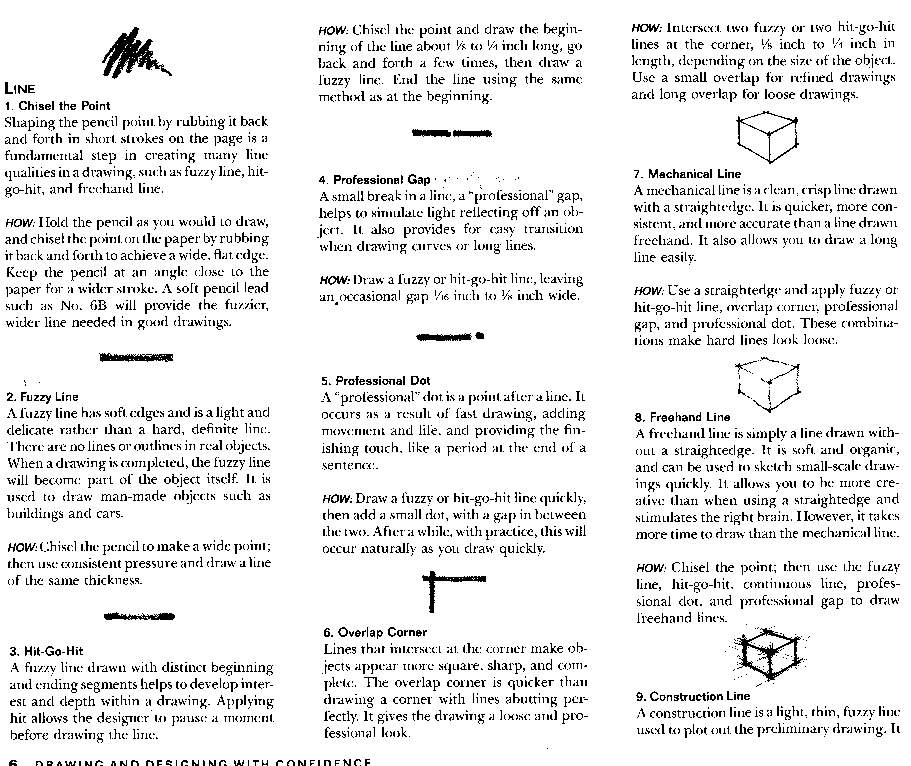 LINE
1. Chisel the Point
Shaping the pencil point by rubbing it back
and forth in short strokes on the page is a
fundamental step in creating many line
qualities in a drawing, such as fuzzy line, hit-
go-hit, and freehand line.
HOW: Hold the pencil as you would to draw,
and chisel the point on the paper by rubbing
it back and forth to achieve a wide, flat edge.
Keep the pencil at an angle close to the
paper for a wider stroke. A soft pencil lead
such as No. 6B will provide the fuzzier,
wider line needed in good drawings.
2. Fuzzy Line
A fuzzy line has soft edges and is a light and
delicate rather than a hard, definite line.
There are no lines or outlines in real objects.
When a drawing is completed, the fuzzy line
will become part of the object itself. It is
used to draw man-made objects such as
buildings and cars.
HOW: Chisel the pencil to make a wide point;
then use consistent pressure and draw a line
of the same thickness.
3. Hit-Go-Hit
A fuzzy line drawn with distinct beginning
and ending segments helps to develop inter-
est and depth within a drawing. Applying
hit allows the designer to pause a moment
before drawing the line.
HOW: Chisel the point and draw the begin-
ning of the line about 1/8 to 1/4 inch long, go
back and forth a few times, then draw a
fuzzy line. End the line using the same
method as at the beginning.
4. Professional Gap
A small break in a line, a "professional" gap,
helps to simulate light reflecting off an ob-
ject. It also provides for easy transition
when drawing curves or long lines.
HOW: Draw a fuzzy or hit-go-hit line, leaving
an occasional gap 1/16 inch to 1/8 inch wide.
5. Professional Dot
A "professional" dot is a point after a line. It
occurs as a result of fast drawing, adding
movement and life, and providing the fin-
ishing touch, like a period at the end of a
sentence.
HOW: Draw a fuzzy or hit-go-hit line quickly,
then add a small dot, with a gap in between
the two. After a while, with practice, this will
occur naturally as you draw quickly.
6. Overlap Corner
Lines that intersect at the corner make ob-
jects appear more square, sharp, and com-
plete. The overlap corner is quicker than
drawing a corner with lines abutting per-
fectly. It gives the drawing a loose and pro-
fessional look.
HOW: Intersect two fuzzy or two hit-go-hit
lines at the corner, 1/8 inch to 1/4 inch in
length, depending on the size of the object.
Use a small overlap for refined drawings
and long overlap for loose drawings.
7. Mechanical Line
A mechanical line is a clean, crisp line drawn
with a straightedge. It is quicker, more con-
sistent, and more accurate than a line drawn
freehand. It also allows you to draw a long
line easily.
HOW: Use a straightedge and apply fuzzy or
hit-go-hit line, overlap corner, professional
gap, and professional dot. These combina-
tions make hard lines look loose.
8. Freehand Line
A freehand line is simply a line drawn with-
out a straightedge. It is soft and organic,
and can be used to sketch small-scale draw-
ings quickly. It allows you to be more cre-
ative than when using a straightedge and
stimulates the right brain. However, it takes
more time to draw than the mechanical line.
HOW: Chisel the point; then use the fuzzy
line, hit-go-hit, continuous line, profes-
sional dot, and professional gap to draw
freehand lines.
9. Construction Line
A construction line is a light, thin, fuzzy line
used to plot out the preliminary drawing. It
6 DRAWING AND DESIGNING WITH CONFIDENCE